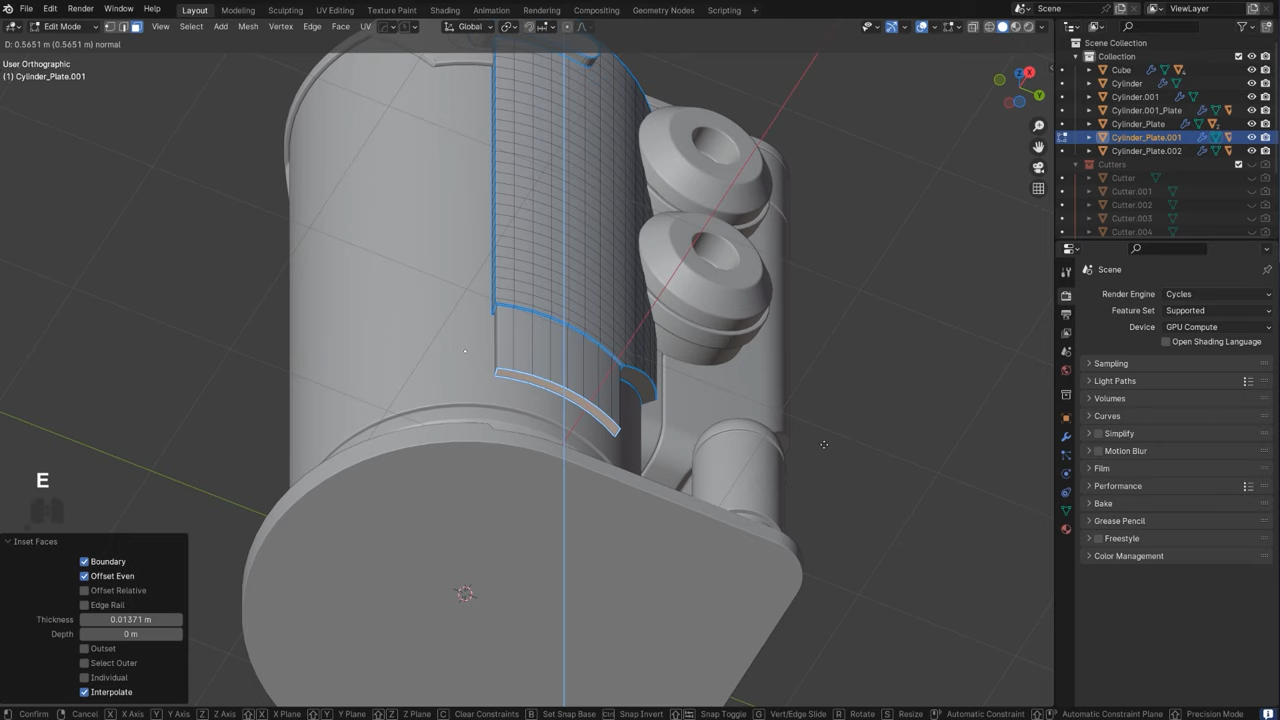 File Edit Render Window Help Layout Modeling Sculpting UV Editing Texture Paint Shading Animation Rendering Compositing Geometry Nodes Scripting Scene ViewLayer
Edit Mode View Select Add Mesh Vertex Edge Face UV Global
D: 0.5651 m (0.5651 m) normal
User Orthographic
(1) Cylinder_Plate.001
Z X
Y
Scene Collection
Collection
Cube
Cylinder
Cylinder.001
Cylinder.001_Plate
Cylinder_Plate
Cylinder_Plate.001
Cylinder_Plate.002
Cutters
Cutter
Cutter.001
Cutter.002
Cutter.003
Cutter.004
Scene
Render Engine Cycles
Feature Set Supported
Device GPU Compute
Open Shading Language
Sampling
Light Paths
Volumes
Curves
Simplify
Motion Blur
Film
Performance
Bake
Grease Pencil
Freestyle
Color Management
E
Inset Faces
Boundary
Offset Even
Offset Relative
Edge Rail
Thickness 0.01371 m
Depth 0 m
Outset
Select Outer
Individual
Interpolate
Confirm Cancel X X Axis Y Y Axis Z Z Axis X X Plane Y Y Plane Z Z Plane C Clear Constraints B Set Snap Base Snap Invert Snap Toggle G Vert/Edge Slide R Rotate S Resize Automatic Constraint Automatic Constraint Plane Precision Mode